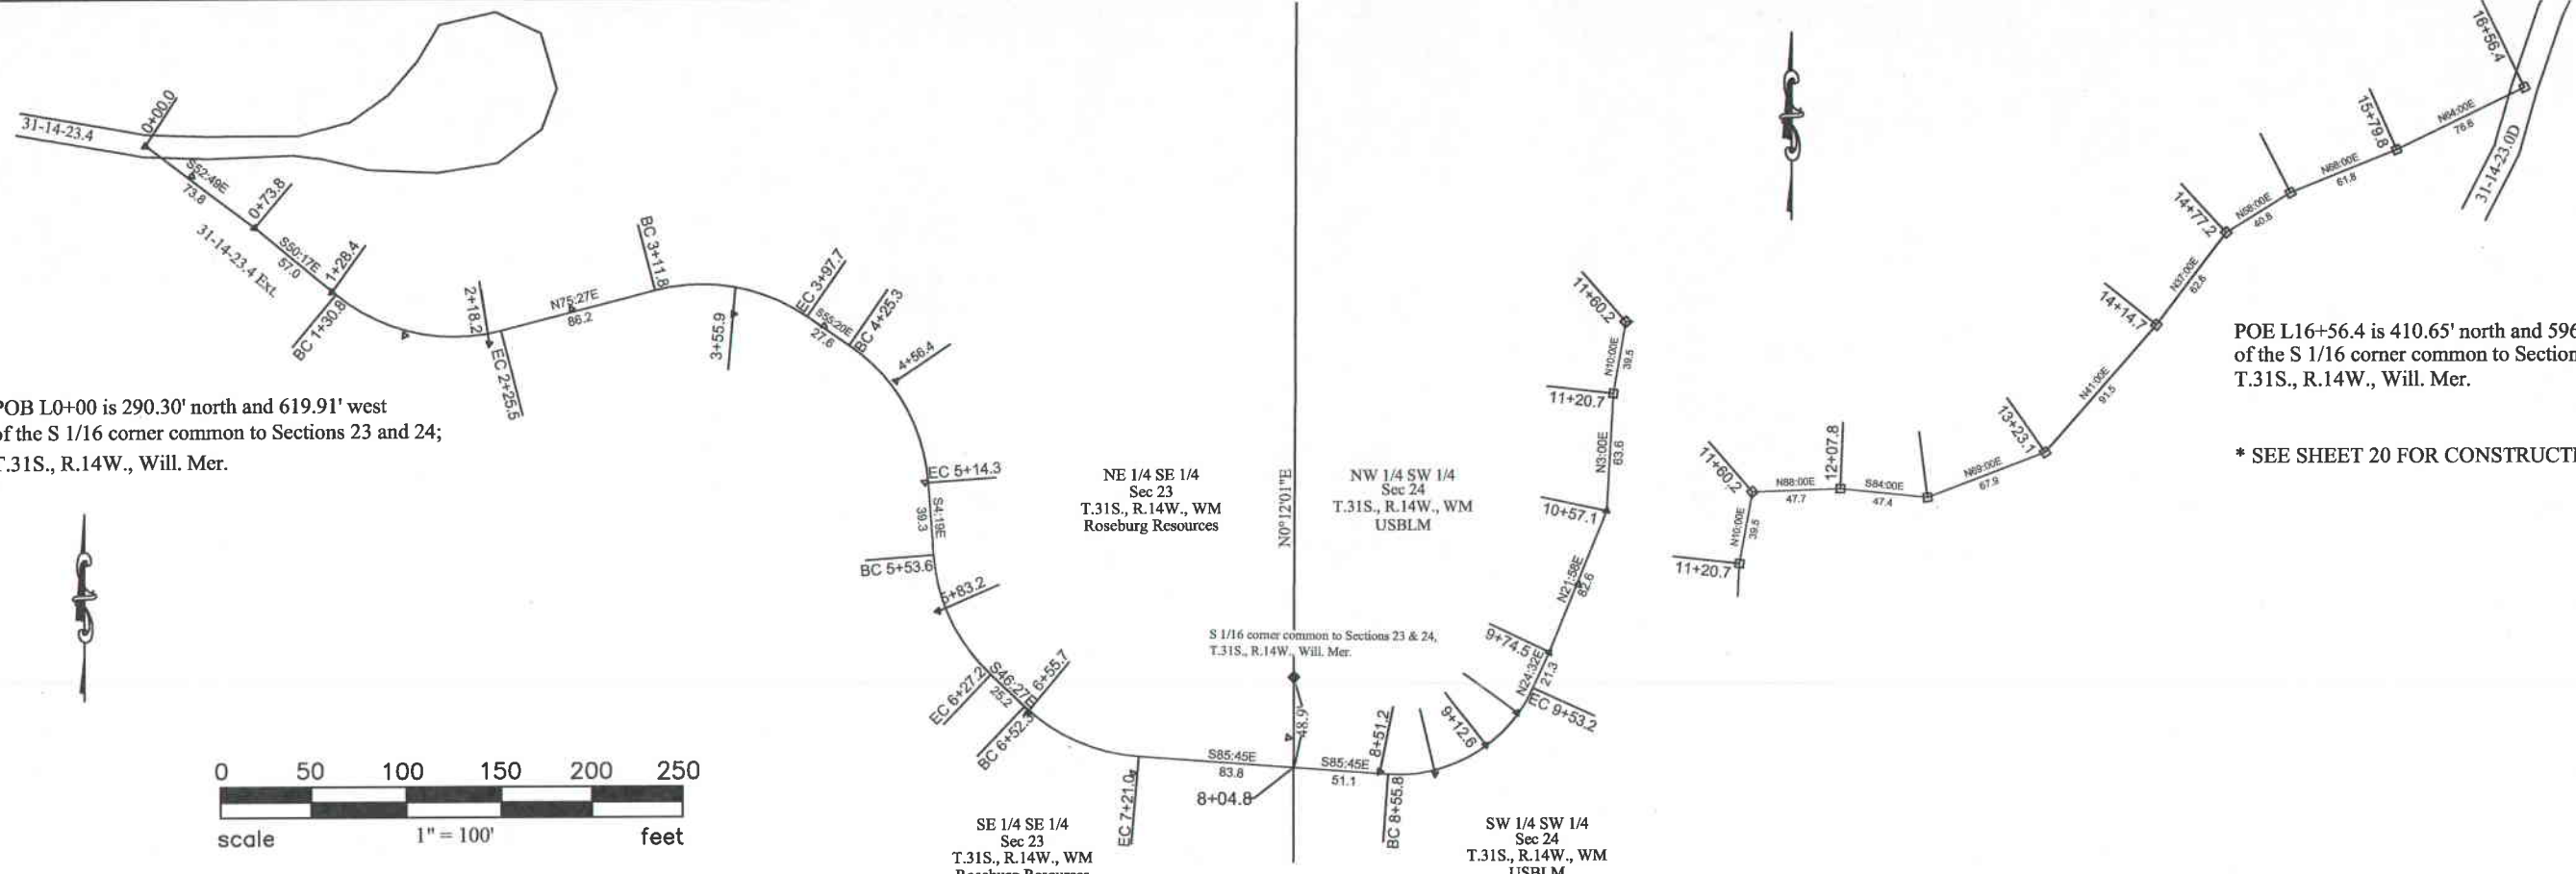 31-14-23.4
0+00.0
S52:49E
73.8
0+73.8
31-14-23.4 Ext.
S50:17E
57.0
1+28.4
BC 1+30.8
2+18.2
EC 2+25.5
N75:27E
86.2
BC 3+11.8
3+55.9
EC 3+97.7
S55:20E
27.6
BC 4+25.3
4+56.4
EC 5+14.3
S4:19E
39.3
BC 5+53.6
5+83.2
EC 6+27.2
S46:27E
25.2
BC 6+52.3
6+55.7
EC 7+21.0
S85:45E
83.8
8+04.8
S85:45E
51.1
8+51.2
BC 8+55.8
9+12.6
EC 9+53.2
N24:32E
21.3
9+74.5
N21:58E
82.6
10+57.1
N3:00E
63.6
11+20.7
N10:00E
39.5
11+60.2
POB L0+00 is 290.30' north and 619.91' west
of the S 1/16 corner common to Sections 23 and 24;
T.31S., R.14W., Will. Mer.
NE 1/4 SE 1/4
Sec 23
T.31S., R.14W., WM
Roseburg Resources
N0°12'01"E
NW 1/4 SW 1/4
Sec 24
T.31S., R.14W., WM
USBLM
S 1/16 corner common to Sections 23 & 24,
T.31S., R.14W., Will. Mer.
48.9'
SE 1/4 SE 1/4
Sec 23
T.31S., R.14W., WM
Roseburg Resources
SW 1/4 SW 1/4
Sec 24
T.31S., R.14W., WM
USBLM
0 50 100 150 200 250
scale 1" = 100' feet
11+20.7
N10:00E
39.5
11+60.2
N88:00E
47.7
12+07.8
S84:00E
47.4
N69:00E
67.9
13+23.1
N41:00E
91.5
14+14.7
N37:00E
62.6
14+77.2
N58:00E
40.8
N68:00E
61.8
15+79.8
N64:00E
76.6
16+56.4
31-14-23.0D
POE L16+56.4 is 410.65' north and 596
of the S 1/16 corner common to Section
T.31S., R.14W., Will. Mer.
* SEE SHEET 20 FOR CONSTRUCTI